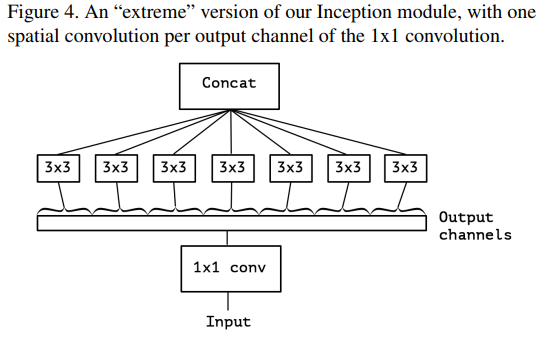 Figure 4. An “extreme” version of our Inception module, with one
spatial convolution per output channel of the 1x1 convolution.
Concat
3x3 3x3 3x3 3x3 3x3 3x3 3x3
Output
channels
1x1 conv
Input